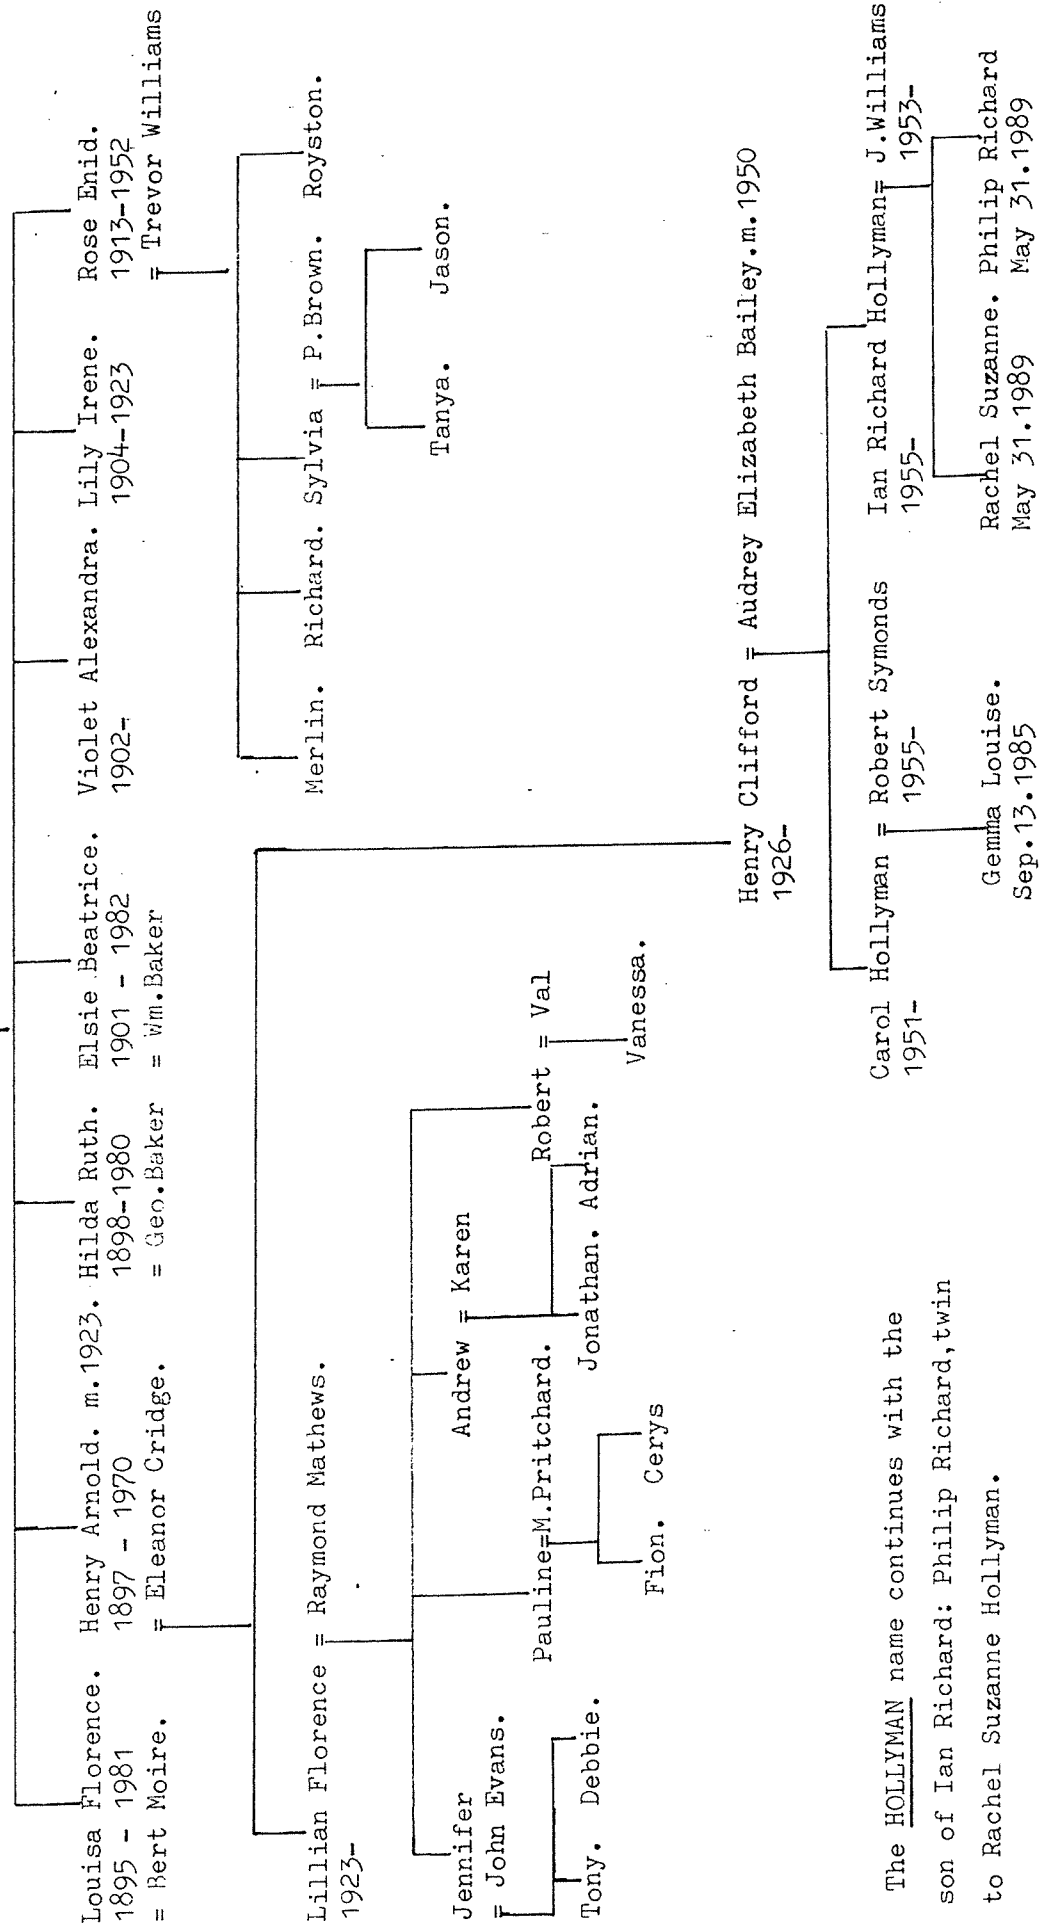 Louisa Florence. Henry Arnold. m.1923. Hilda Ruth. Elsie Beatrice. Violet Alexandra. Lily Irene. Rose Enid.
1895 - 1981 1897 - 1970 1898-1980 1901 - 1982 1902- 1904-1923 1913-1952
= Bert Moire. = Eleanor Cridge. = Geo.Baker = Wm.Baker = Trevor Williams
Lillian Florence = Raymond Mathews. Merlin. Richard. Sylvia = P.Brown. Royston.
1923-
Tanya. Jason.
Jennifer Andrew = Karen
= John Evans.
Pauline=M.Pritchard. Robert = Val
Tony. Debbie. Jonathan. Adrian.
Vanessa.
Fion. Cerys
Henry Clifford = Audrey Elizabeth Bailey.m.1950
1926-
Carol Hollyman = Robert Symonds Ian Richard Hollyman= J.Williams
1951- 1955- 1955- 1953-
Gemma Louise. Rachel Suzanne. Philip Richard
Sep.13.1985 May 31.1989 May 31.1989
The HOLLYMAN name continues with the
son of Ian Richard: Philip Richard,twin
to Rachel Suzanne Hollyman.